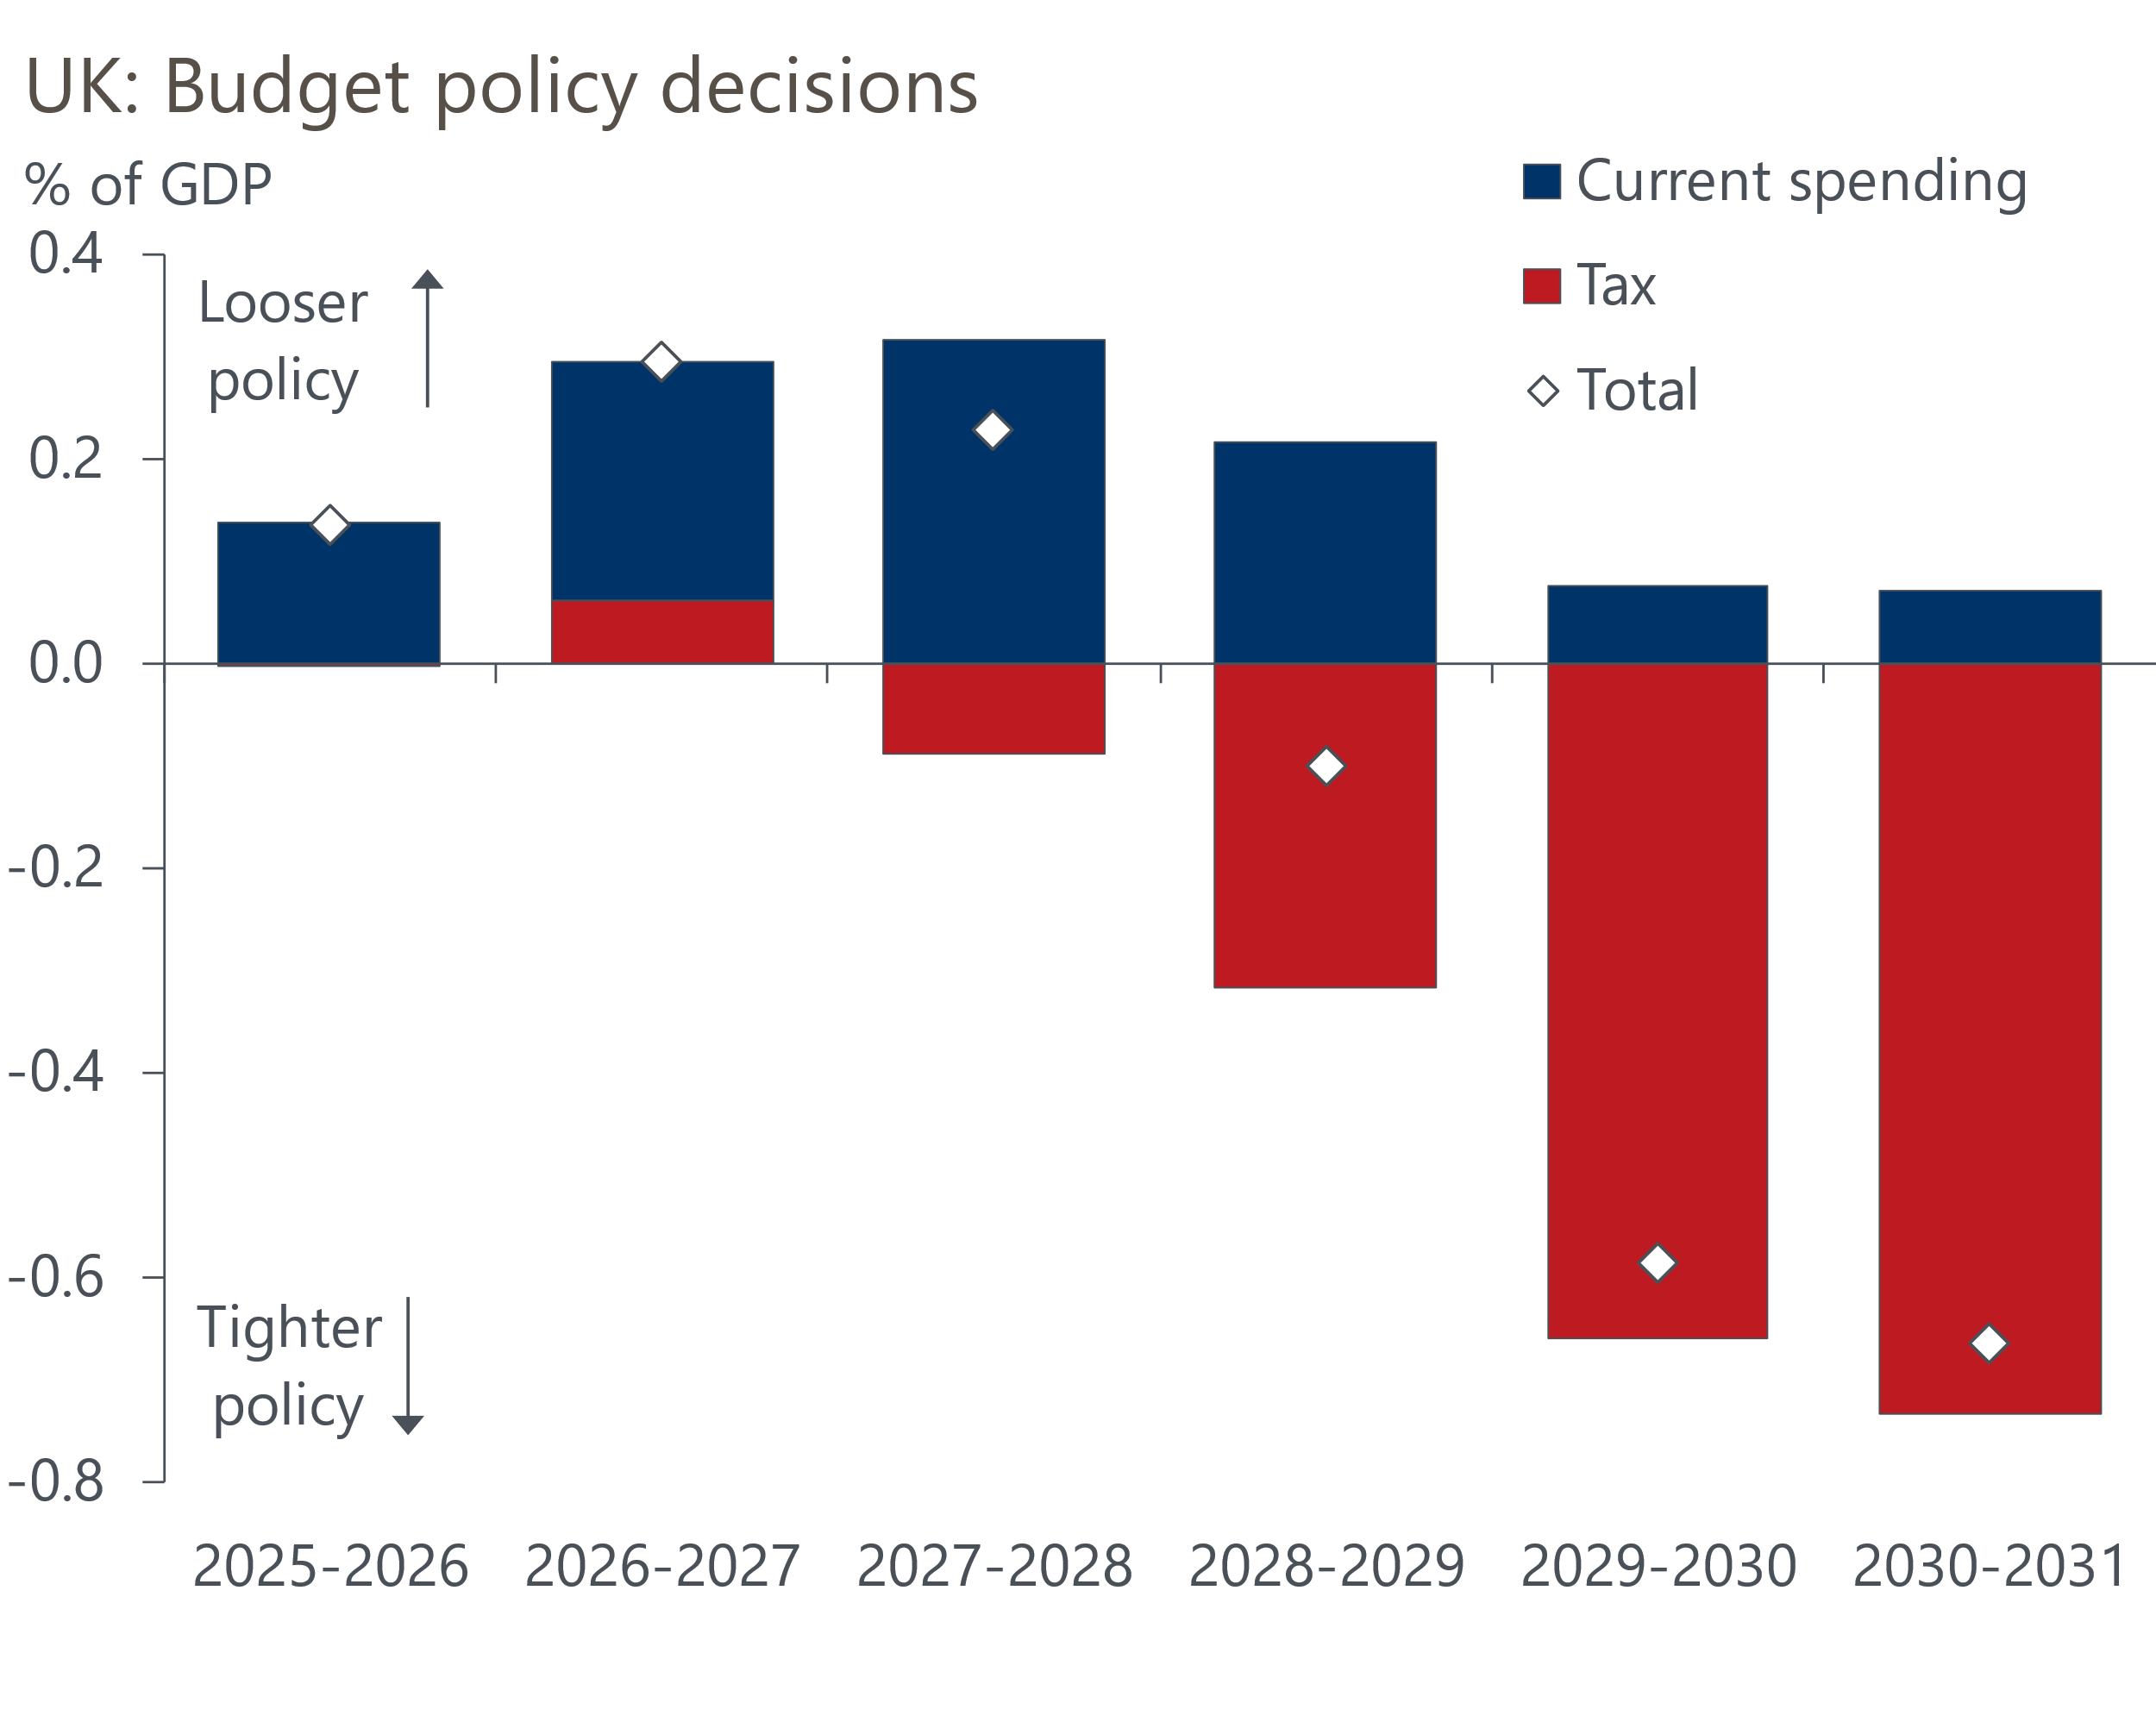 UK: Budget policy decisions
% of GDP
Current spending
Tax
Total
0.4
0.2
0.0
-0.2
-0.4
-0.6
-0.8
Looser
policy
Tighter
policy
2025-2026
2026-2027
2027-2028
2028-2029
2029-2030
2030-2031